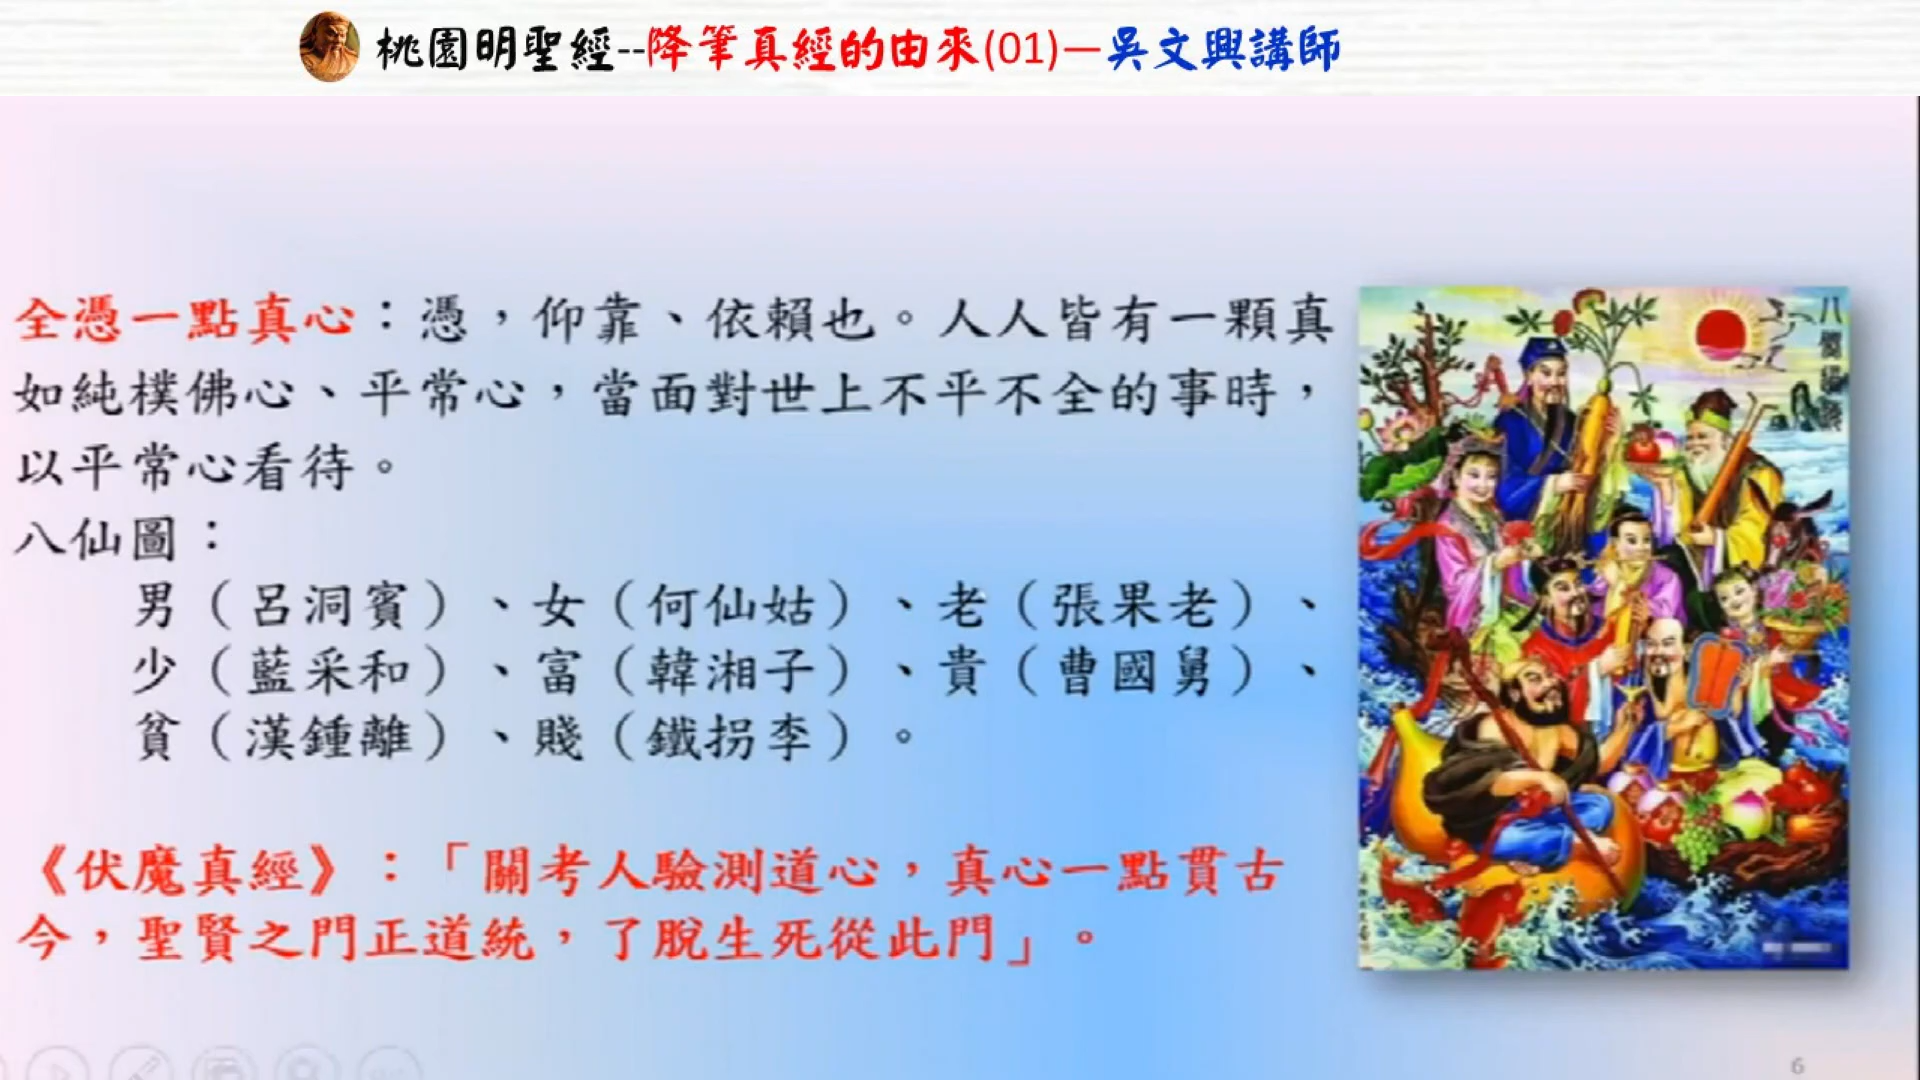 桃園明聖經--降筆真經的由來(01)—吳文興講師
全憑一點真心：憑，仰靠、依賴也。人人皆有一顆真
如純樸佛心、平常心，當面對世上不平不全的事時，
以平常心看待。
八仙圖：
男（呂洞賓）、女（何仙姑）、老（張果老）、
少（藍采和）、富（韓湘子）、貴（曹國舅）、
貧（漢鍾離）、賤（鐵拐李）。
《伏魔真經》：「關考人驗測道心，真心一點貫古
今，聖賢之門正道統，了脫生死從此門」。
6